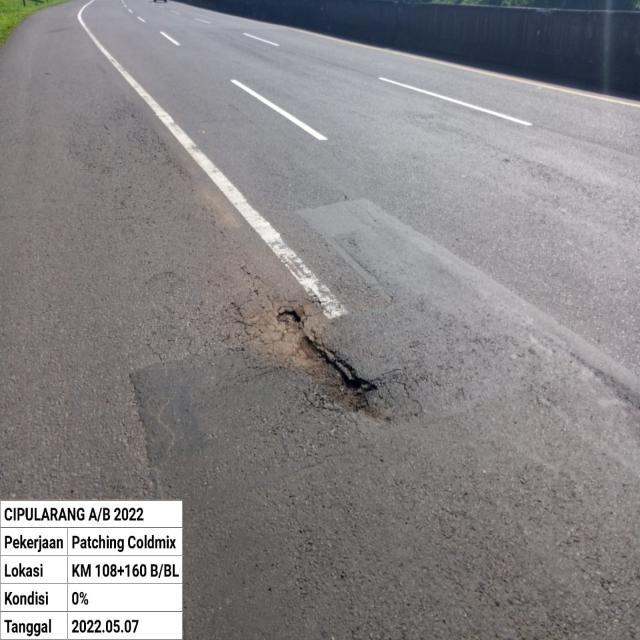 CIPULARANG A/B 2022
Pekerjaan Patching Coldmix
Lokasi KM 108+160 B/BL
Kondisi 0%
Tanggal 2022.05.07